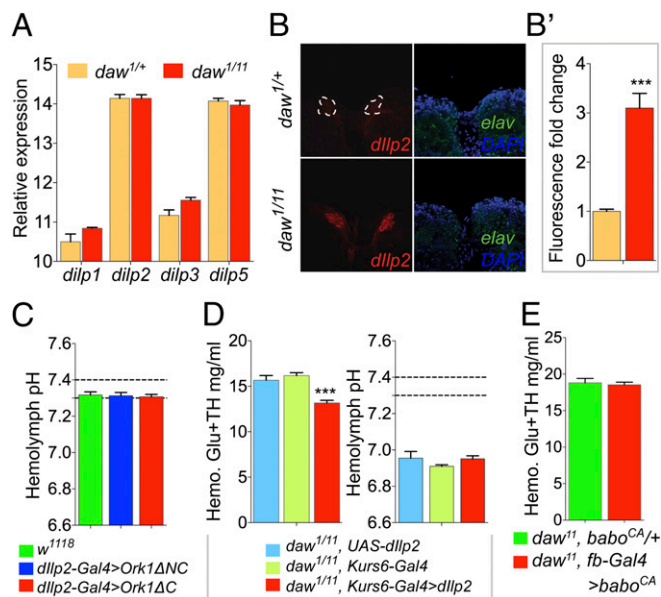 A
daw1/+ daw1/11
Relative expression
15
14
13
12
11
10
dilp1 dilp2 dilp3 dilp5
B
daw1/+
dIlp2
elav
DAPI
daw1/11
dIlp2
elav
DAPI
B'
Fluorescence fold change
4
3
2
1
0
***
C
Hemolymph pH
7.6
7.4
7.2
7.0
6.8
6.6
w1118
dIlp2-Gal4>Ork1ΔNC
dIlp2-Gal4>Ork1ΔC
D
Hemo. Glu+TH mg/ml
20
15
10
5
0
***
Hemolymph pH
7.6
7.4
7.2
7.0
6.8
6.6
daw1/11, UAS-dIlp2
daw1/11, Kurs6-Gal4
daw1/11, Kurs6-Gal4>dIlp2
E
Hemo. Glu+TH mg/ml
25
20
15
10
5
0
daw11, baboCA/+
daw11, fb-Gal4
>baboCA